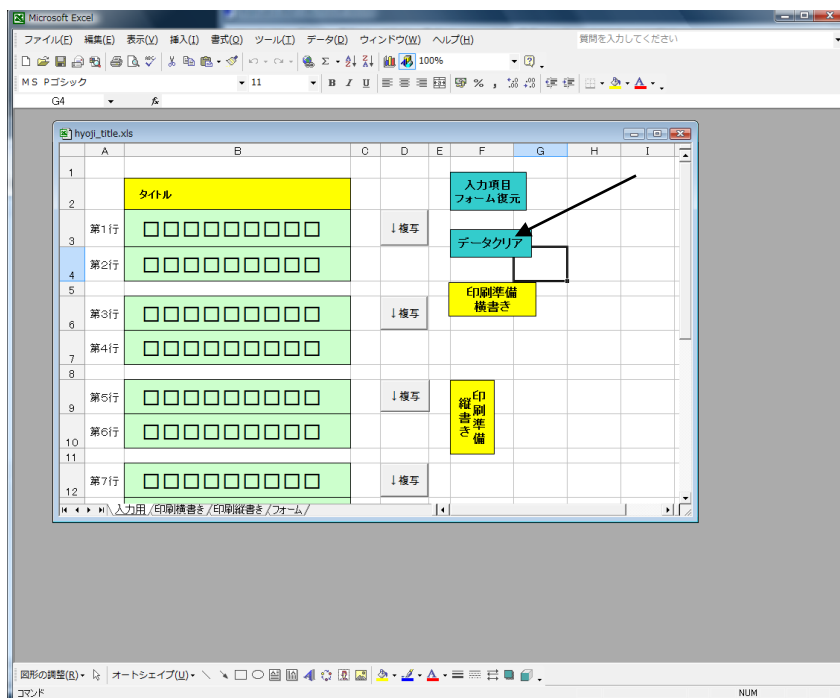 Microsoft Excel
ファイル(F) 編集(E) 表示(V) 挿入(I) 書式(O) ツール(T) データ(D) ウィンドウ(W) ヘルプ(H) 質問を入力してください
100%
MS Pゴシック 11 B I U % ,
G4 fx
hyoji_title.xls
A B C D E F G H I
1
2 タイトル 入力項目
フォーム復元
3 第1行 □□□□□□□□□ ↓複写 データクリア
4 第2行 □□□□□□□□□
5 印刷準備
横書き
6 第3行 □□□□□□□□□ ↓複写
7 第4行 □□□□□□□□□
8
9 第5行 □□□□□□□□□ ↓複写 印刷準備
縦書き
10 第6行 □□□□□□□□□
11
12 第7行 □□□□□□□□□ ↓複写
入力用 印刷横書き 印刷縦書き フォーム
図形の調整(R) オートシェイプ(U)
コマンド NUM